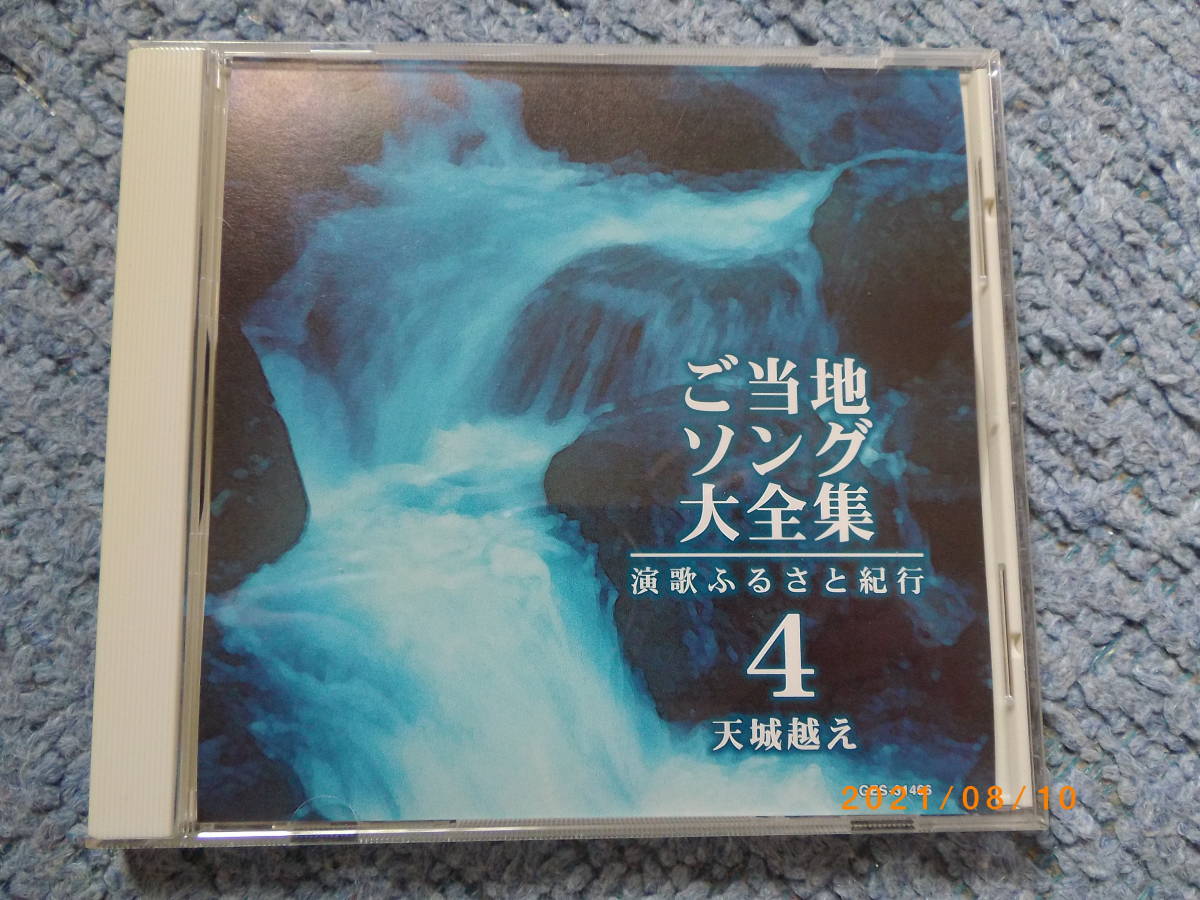 ご当地
ソング
大全集
演歌ふるさと紀行
4
天城越え
2021/08/10